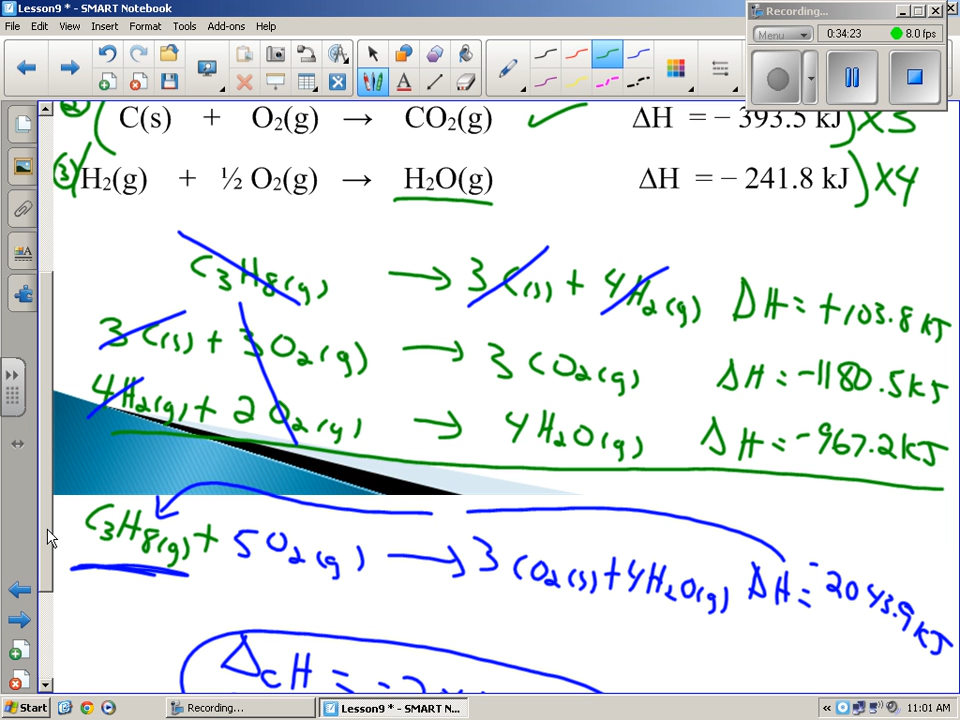 Lesson9 * - SMART Notebook
File Edit View Insert Format Tools Add-ons Help
Recording...
Menu 0:34:23 8.0 fps
2) ( C(s) + O2(g) → CO2(g) ✓ ΔH = − 393.5 kJ ) X3
3) ( H2(g) + ½ O2(g) → H2O(g) ΔH = − 241.8 kJ ) X4
C3H8(g) → 3C(s) + 4H2(g) ΔH = +103.8 kJ
3C(s) + 3O2(g) → 3CO2(g) ΔH = -1180.5 kJ
4H2(g) + 2O2(g) → 4H2O(g) ΔH = -967.2 kJ
C3H8(g) + 5O2(g) → 3CO2(s) + 4H2O(g) ΔH = -2043.9 kJ
ΔcH = -2
Start Recording... Lesson9 * - SMART N... « 11:01 AM